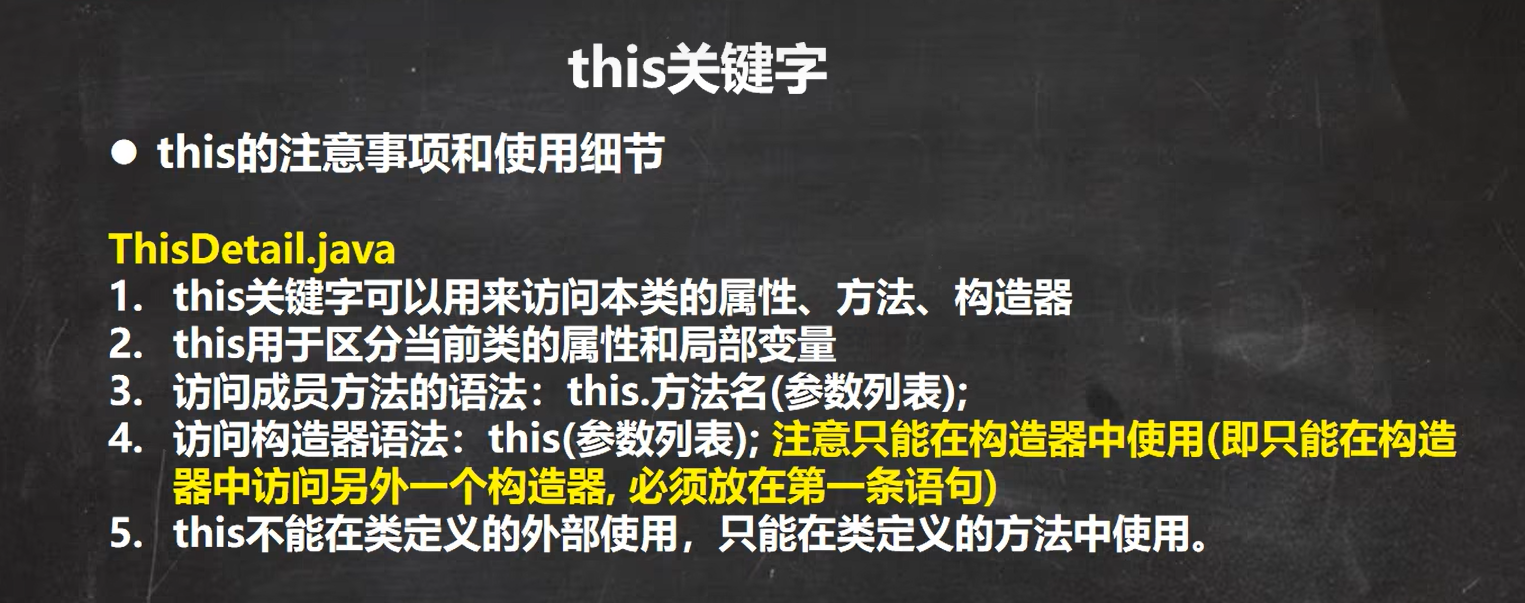 this关键字
● this的注意事项和使用细节
ThisDetail.java
1. this关键字可以用来访问本类的属性、方法、构造器
2. this用于区分当前类的属性和局部变量
3. 访问成员方法的语法：this.方法名(参数列表);
4. 访问构造器语法：this(参数列表); 注意只能在构造器中使用(即只能在构造
器中访问另外一个构造器, 必须放在第一条语句)
5. this不能在类定义的外部使用，只能在类定义的方法中使用。